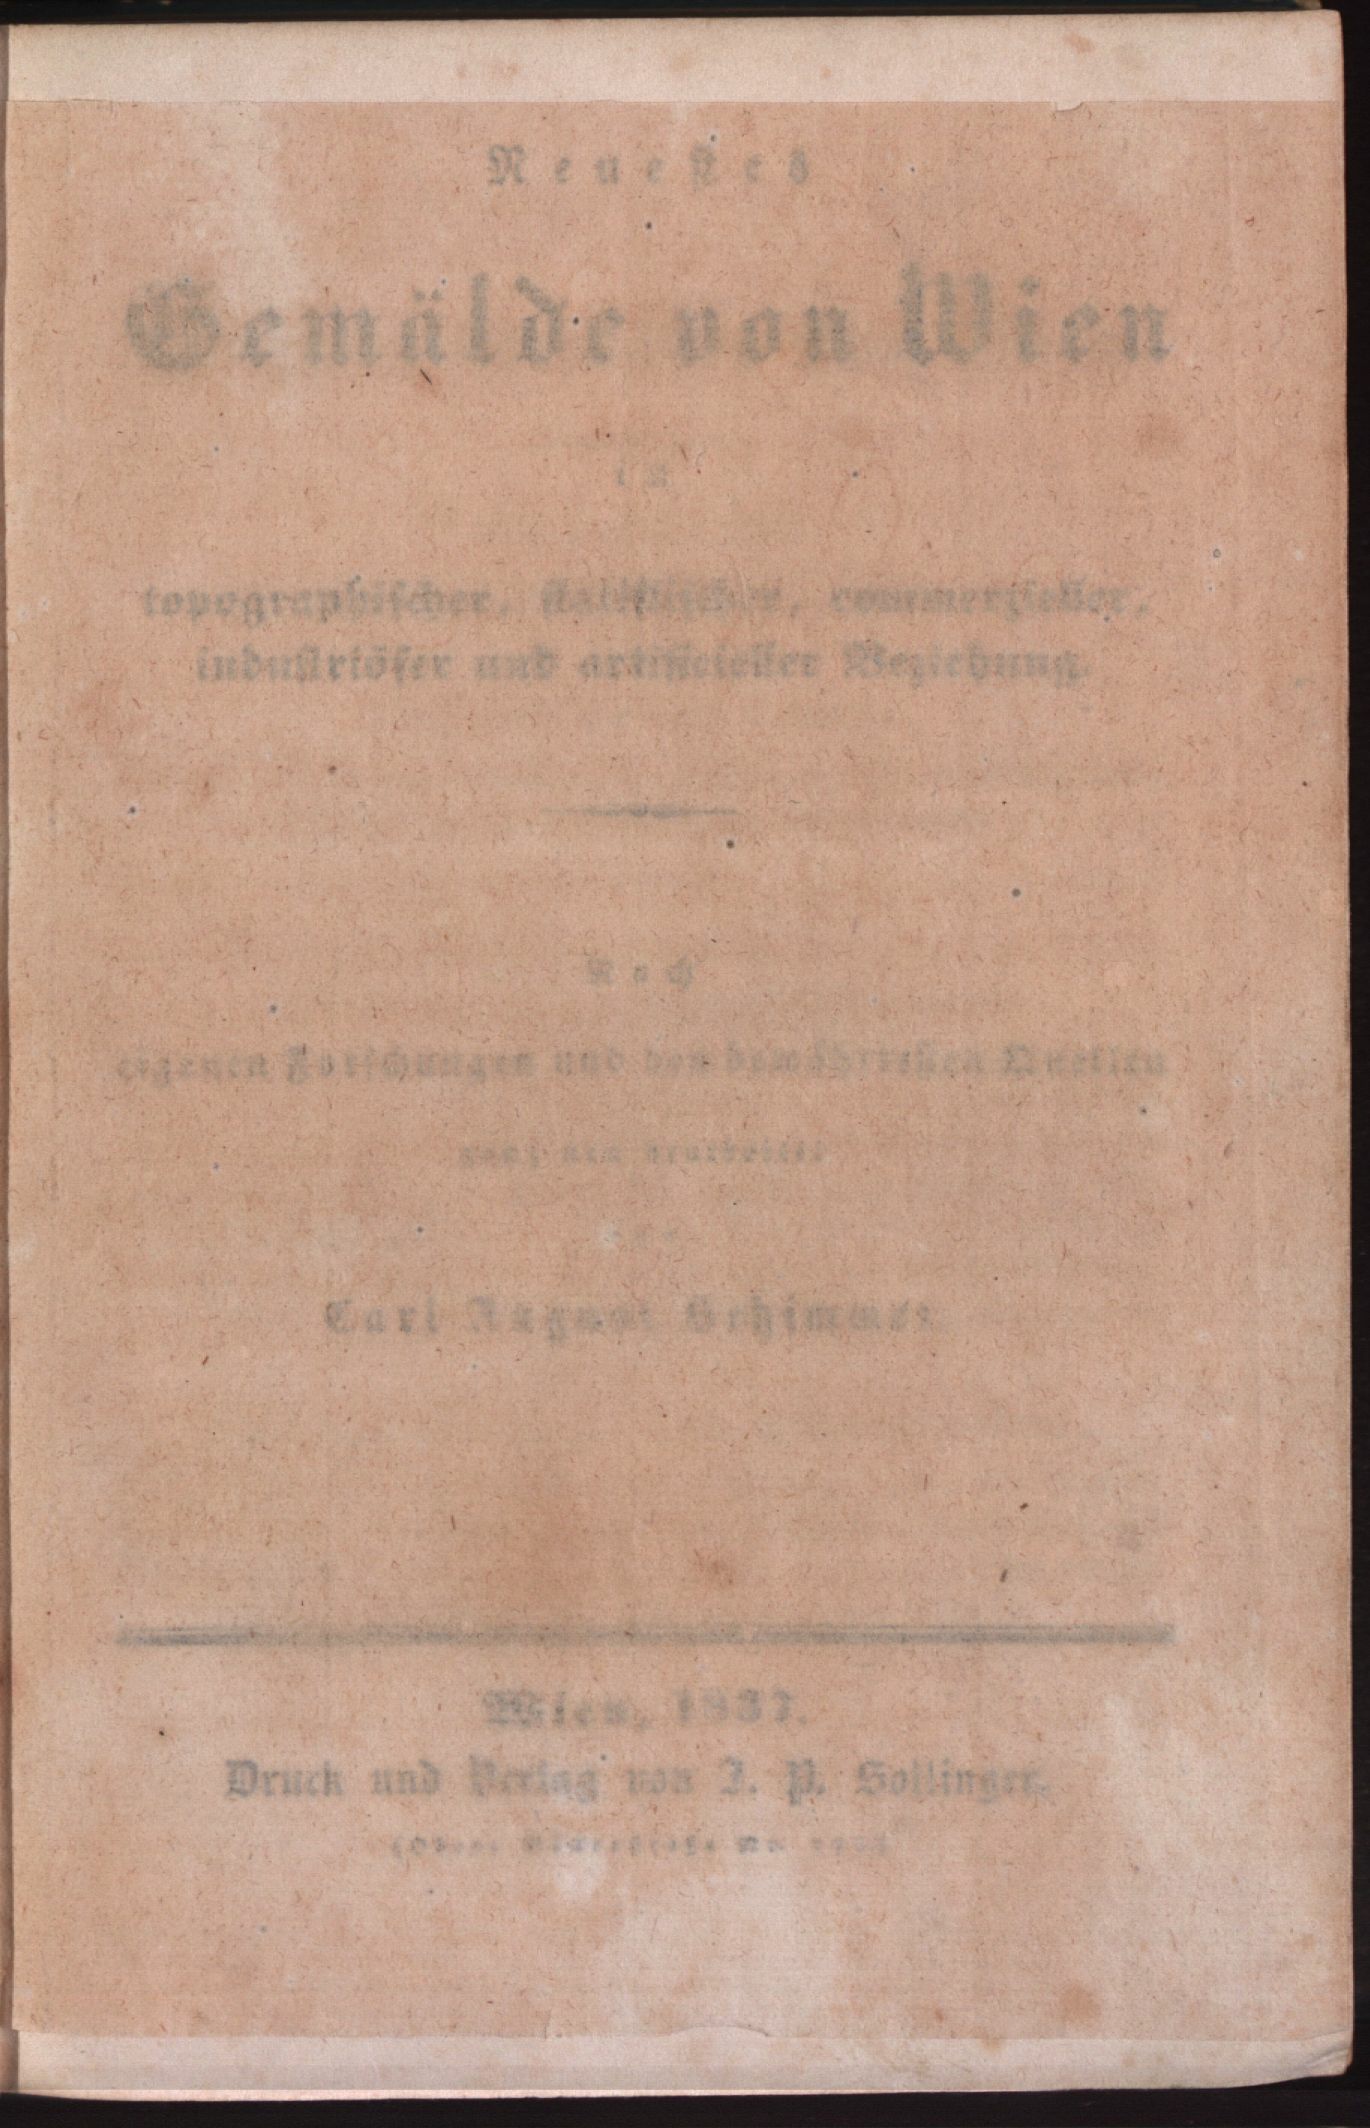 Neuestes
Gemälde von Wien
in
topographischer, statistischer, commerzieller,
industriöser und artistischer Beziehung.
Nach
eigenen Forschungen und den bewährtesten Quellen
ganz neu bearbeitet
von
Carl August Schimmer.
Wien, 1837.
Druck und Verlag von J. P. Sollinger.